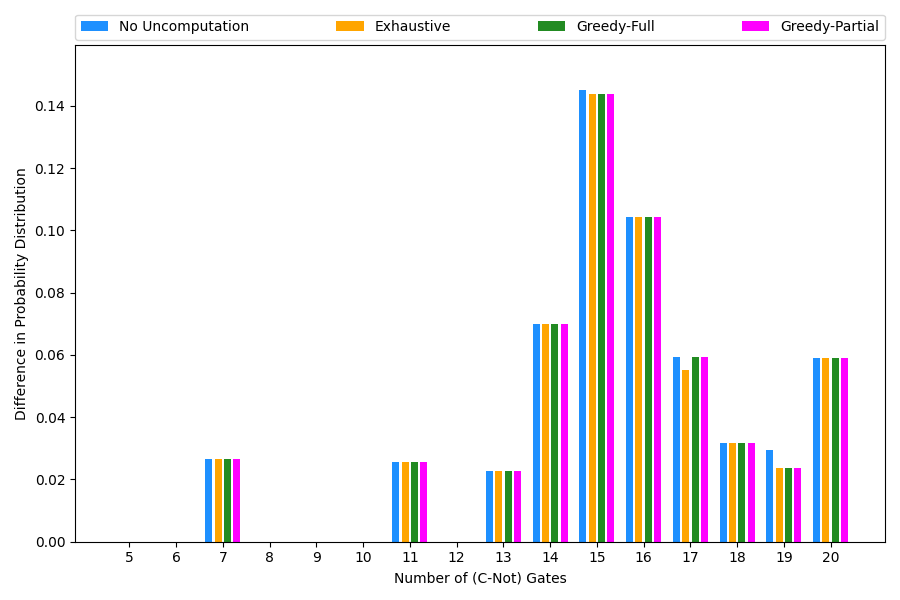 No Uncomputation Exhaustive Greedy-Full Greedy-Partial
0.14
0.12
0.10
0.08
0.06
0.04
0.02
0.00
Difference in Probability Distribution
5 6 7 8 9 10 11 12 13 14 15 16 17 18 19 20
Number of (C-Not) Gates